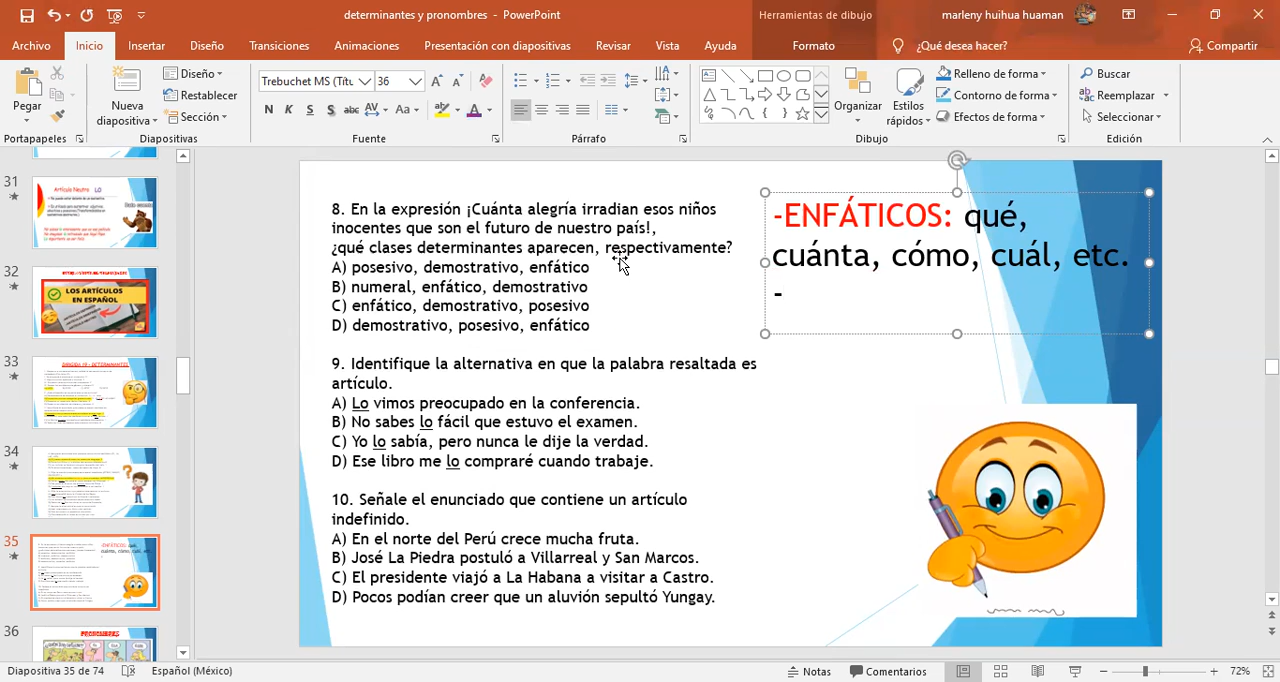 determinantes y pronombres - PowerPoint
Herramientas de dibujo
marleny huihua huaman
Archivo
Inicio
Insertar
Diseño
Transiciones
Animaciones
Presentación con diapositivas
Revisar
Vista
Ayuda
Formato
¿Qué desea hacer?
Compartir
Pegar
Nueva
diapositiva
Diseño
Restablecer
Sección
Trebuchet MS (Títu
36
N K S S abc AV Aa A
Organizar
Estilos
rápidos
Relleno de forma
Contorno de forma
Efectos de forma
Buscar
Reemplazar
Seleccionar
Portapapeles
Diapositivas
Fuente
Párrafo
Dibujo
Edición
31
Artículo Neutro LO
32
LOS ARTÍCULOS
EN ESPAÑOL
33
34
35
36
PRONOMBRES
8. En la expresión ¡Cuánta alegría irradian esos niños
inocentes que son el futuro de nuestro país!,
¿qué clases determinantes aparecen, respectivamente?
A) posesivo, demostrativo, enfático
B) numeral, enfático, demostrativo
C) enfático, demostrativo, posesivo
D) demostrativo, posesivo, enfático
9. Identifique la alternativa en que la palabra resaltada es
artículo.
A) Lo vimos preocupado en la conferencia.
B) No sabes lo fácil que estuvo el examen.
C) Yo lo sabía, pero nunca le dije la verdad.
D) Ese libro me lo compraré cuando trabaje.
10. Señale el enunciado que contiene un artículo
indefinido.
A) En el norte del Perú crece mucha fruta.
B) José La Piedra postuló a Villarreal y San Marcos.
C) El presidente viajó a La Habana a visitar a Castro.
D) Pocos podían creer que un aluvión sepultó Yungay.
-ENFÁTICOS: qué,
cuánta, cómo, cuál, etc.
-
Diapositiva 35 de 74
Español (México)
Notas
Comentarios
72%